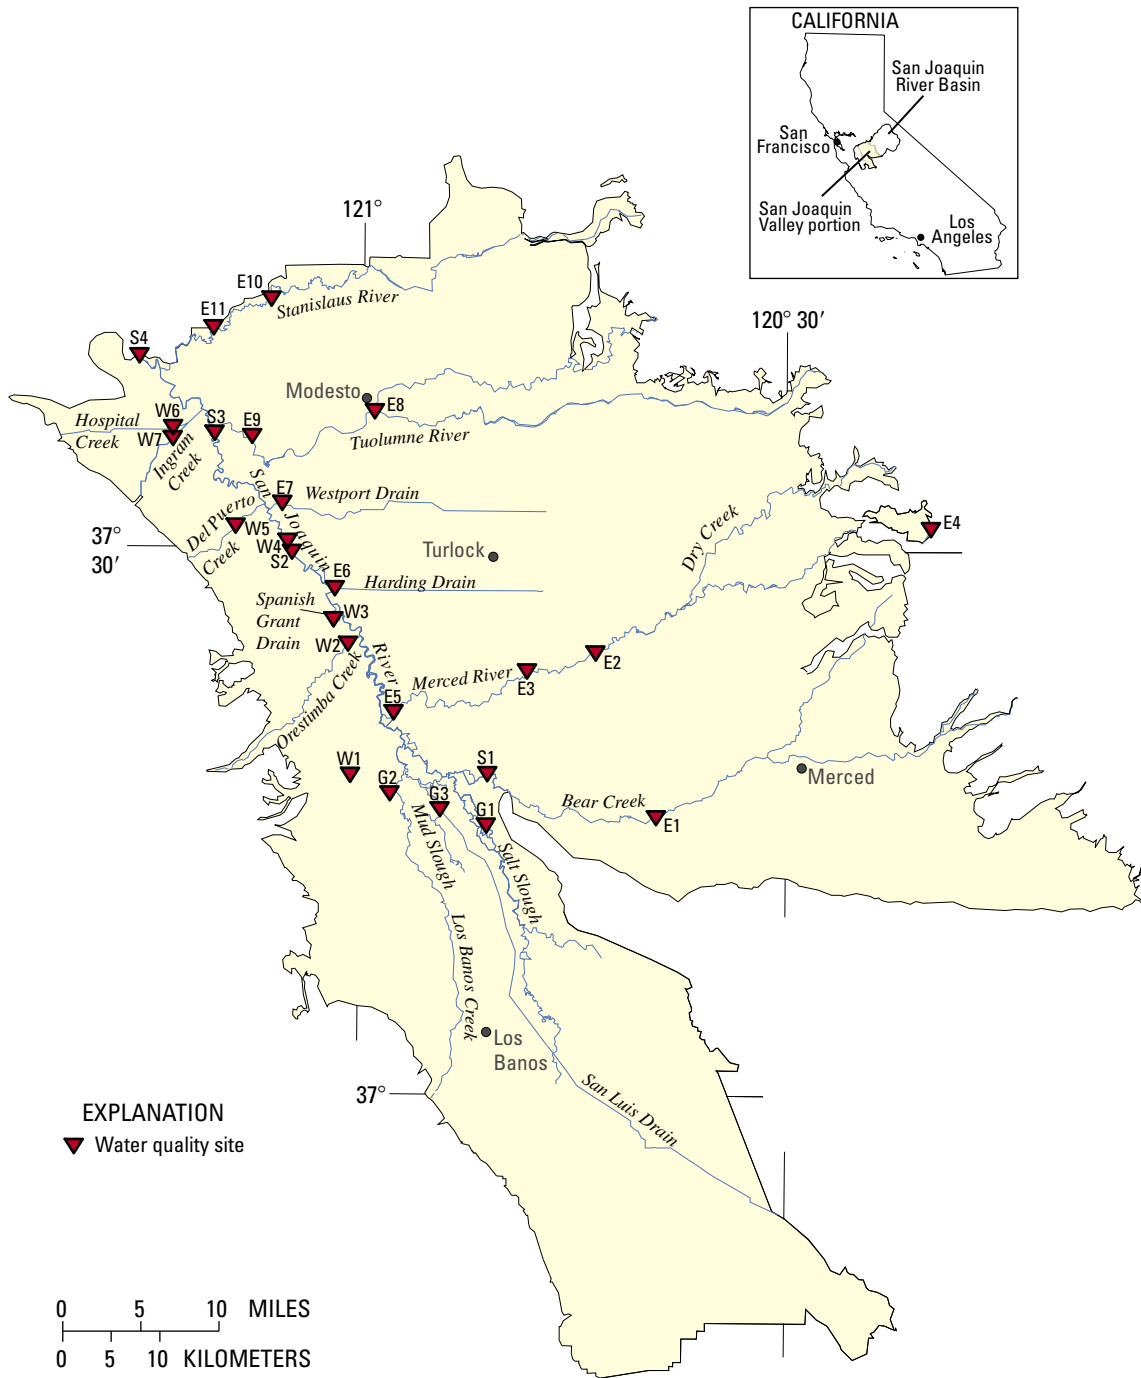 CALIFORNIA
San Joaquin
River Basin
San
Francisco
San Joaquin
Valley portion
Los
Angeles
121°
120° 30′
E10
Stanislaus River
E11
S4
Modesto
E8
Tuolumne River
Hospital
Creek
W6
W7
S3
E9
Ingram
Creek
San
Joaquin
River
E7
Westport Drain
Del Puerto
Creek
W5
W4
S2
37°
30′
Turlock
Dry Creek
E4
E6
Harding Drain
Spanish
Grant
Drain
W3
W2
Orestimba Creek
Merced River
E3
E2
E5
W1
G2
S1
G3
G1
Merced
Bear Creek
E1
Mud Slough
Salt Slough
Los Banos Creek
Los
Banos
San Luis Drain
37°
EXPLANATION
Water quality site
0 5 10 MILES
0 5 10 KILOMETERS